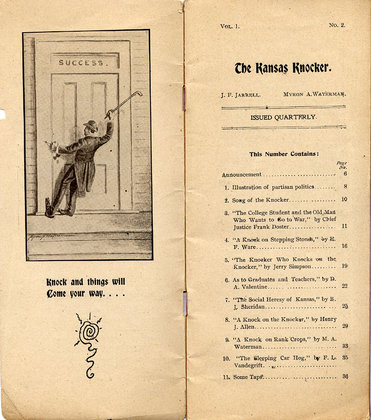 SUCCESS.
Knock and things will
Come your way. . . .
Vol. 1.
No. 2.
The Kansas Knocker.
J. F. Jarrell.
Myron A. Waterman.
ISSUED QUARTERLY.
This Number Contains:
Page
No.
Announcement 6
1. Illustration of partisan politics 8
2. Song of the Knocker 10
3. "The College Student and the Old Man
Who Wants to Go to War," by Chief
Justice Frank Doster 11
4. "A Knock on Stepping Stones," by E.
F. Ware 16
5. "The Knocker Who Knocks on the
Knocker," by Jerry Simpson 19
6. As to Graduates and Teachers," by D.
A. Valentine 22
7. "The Social Heresy of Kansas," by E.
J. Sheridan 25
8. "A Knock on the Knocker," by Henry
J. Allen 29
9. "A Knock on Rank Crops," by M. A.
Waterman 33
10. "The Sleeping Car Hog," by F. L.
Vandegrift 35
11. Some Taps 36